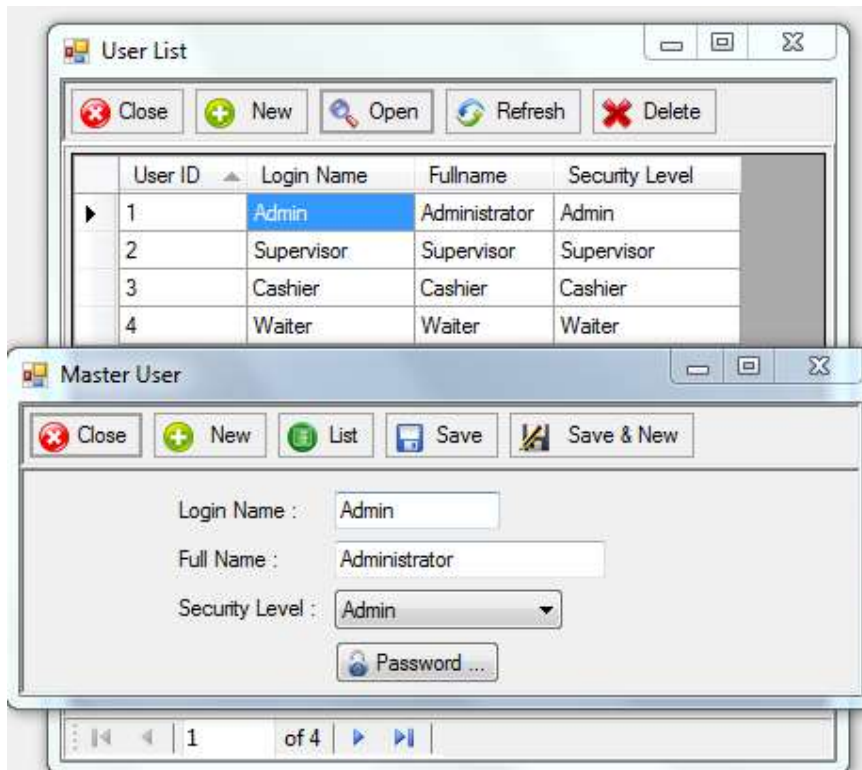 User List
Close New Open Refresh Delete
User ID Login Name Fullname Security Level
1 Admin Administrator Admin
2 Supervisor Supervisor Supervisor
3 Cashier Cashier Cashier
4 Waiter Waiter Waiter
Master User
Close New List Save Save & New
Login Name : Admin
Full Name : Administrator
Security Level : Admin
Password ...
1 of 4